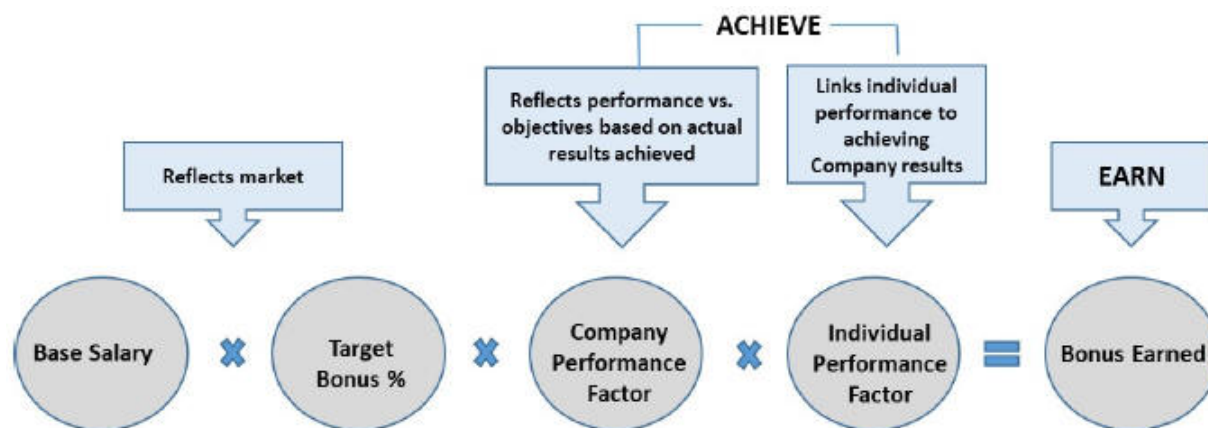 ACHIEVE
Reflects performance vs.
objectives based on actual
results achieved
Links individual
performance to
achieving
Company results
Reflects market
EARN
Base Salary
Target
Bonus %
Company
Performance
Factor
Individual
Performance
Factor
Bonus Earned